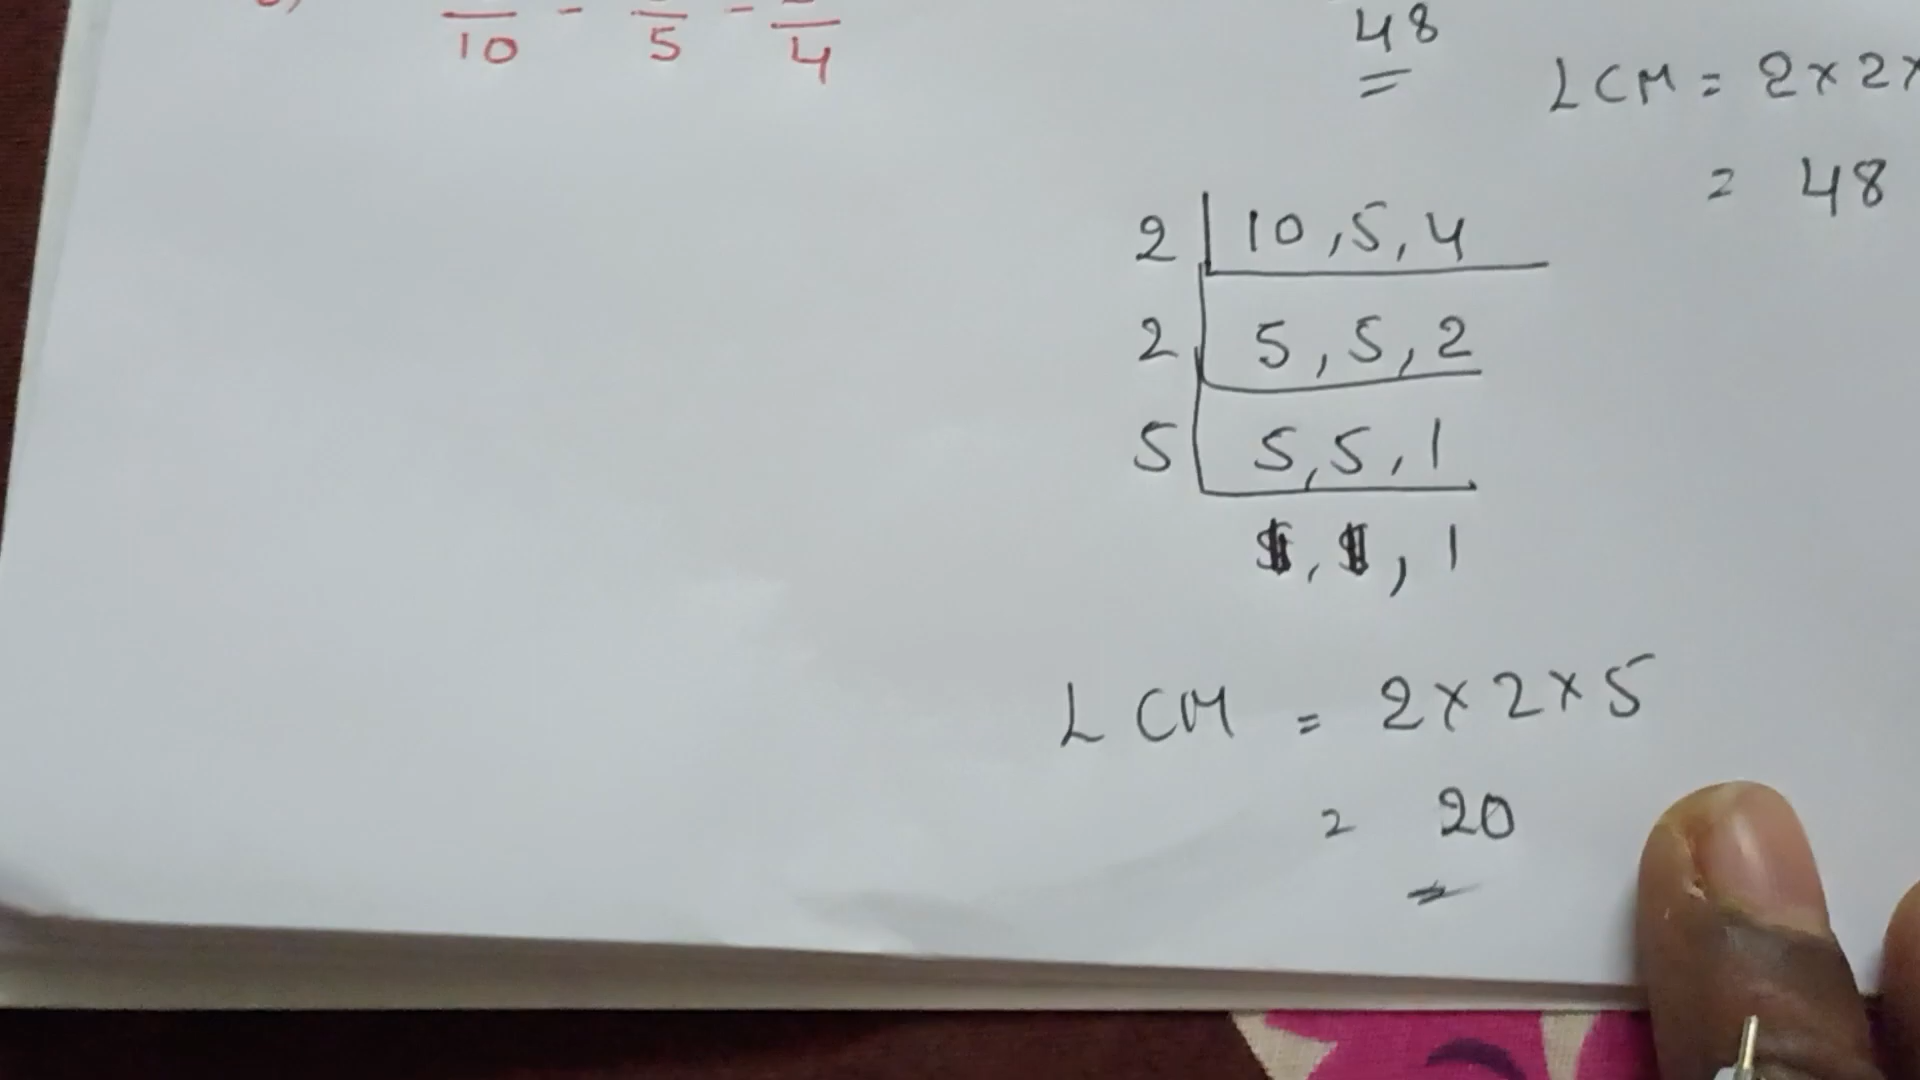 10 - 5 - 4
48
LCM = 2×2×
= 48
2 | 10, 5, 4
2 | 5, 5, 2
5 | 5, 5, 1
1, 1, 1
LCM = 2×2×5
= 20